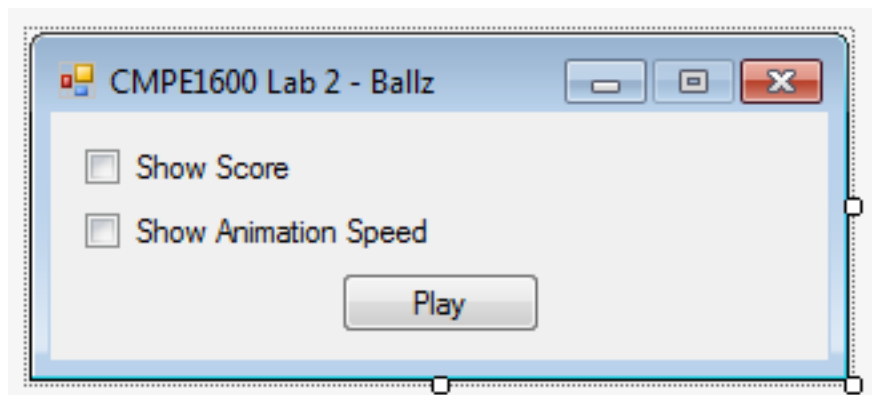 CMPE1600 Lab 2 - Ballz
Show Score
Show Animation Speed
Play